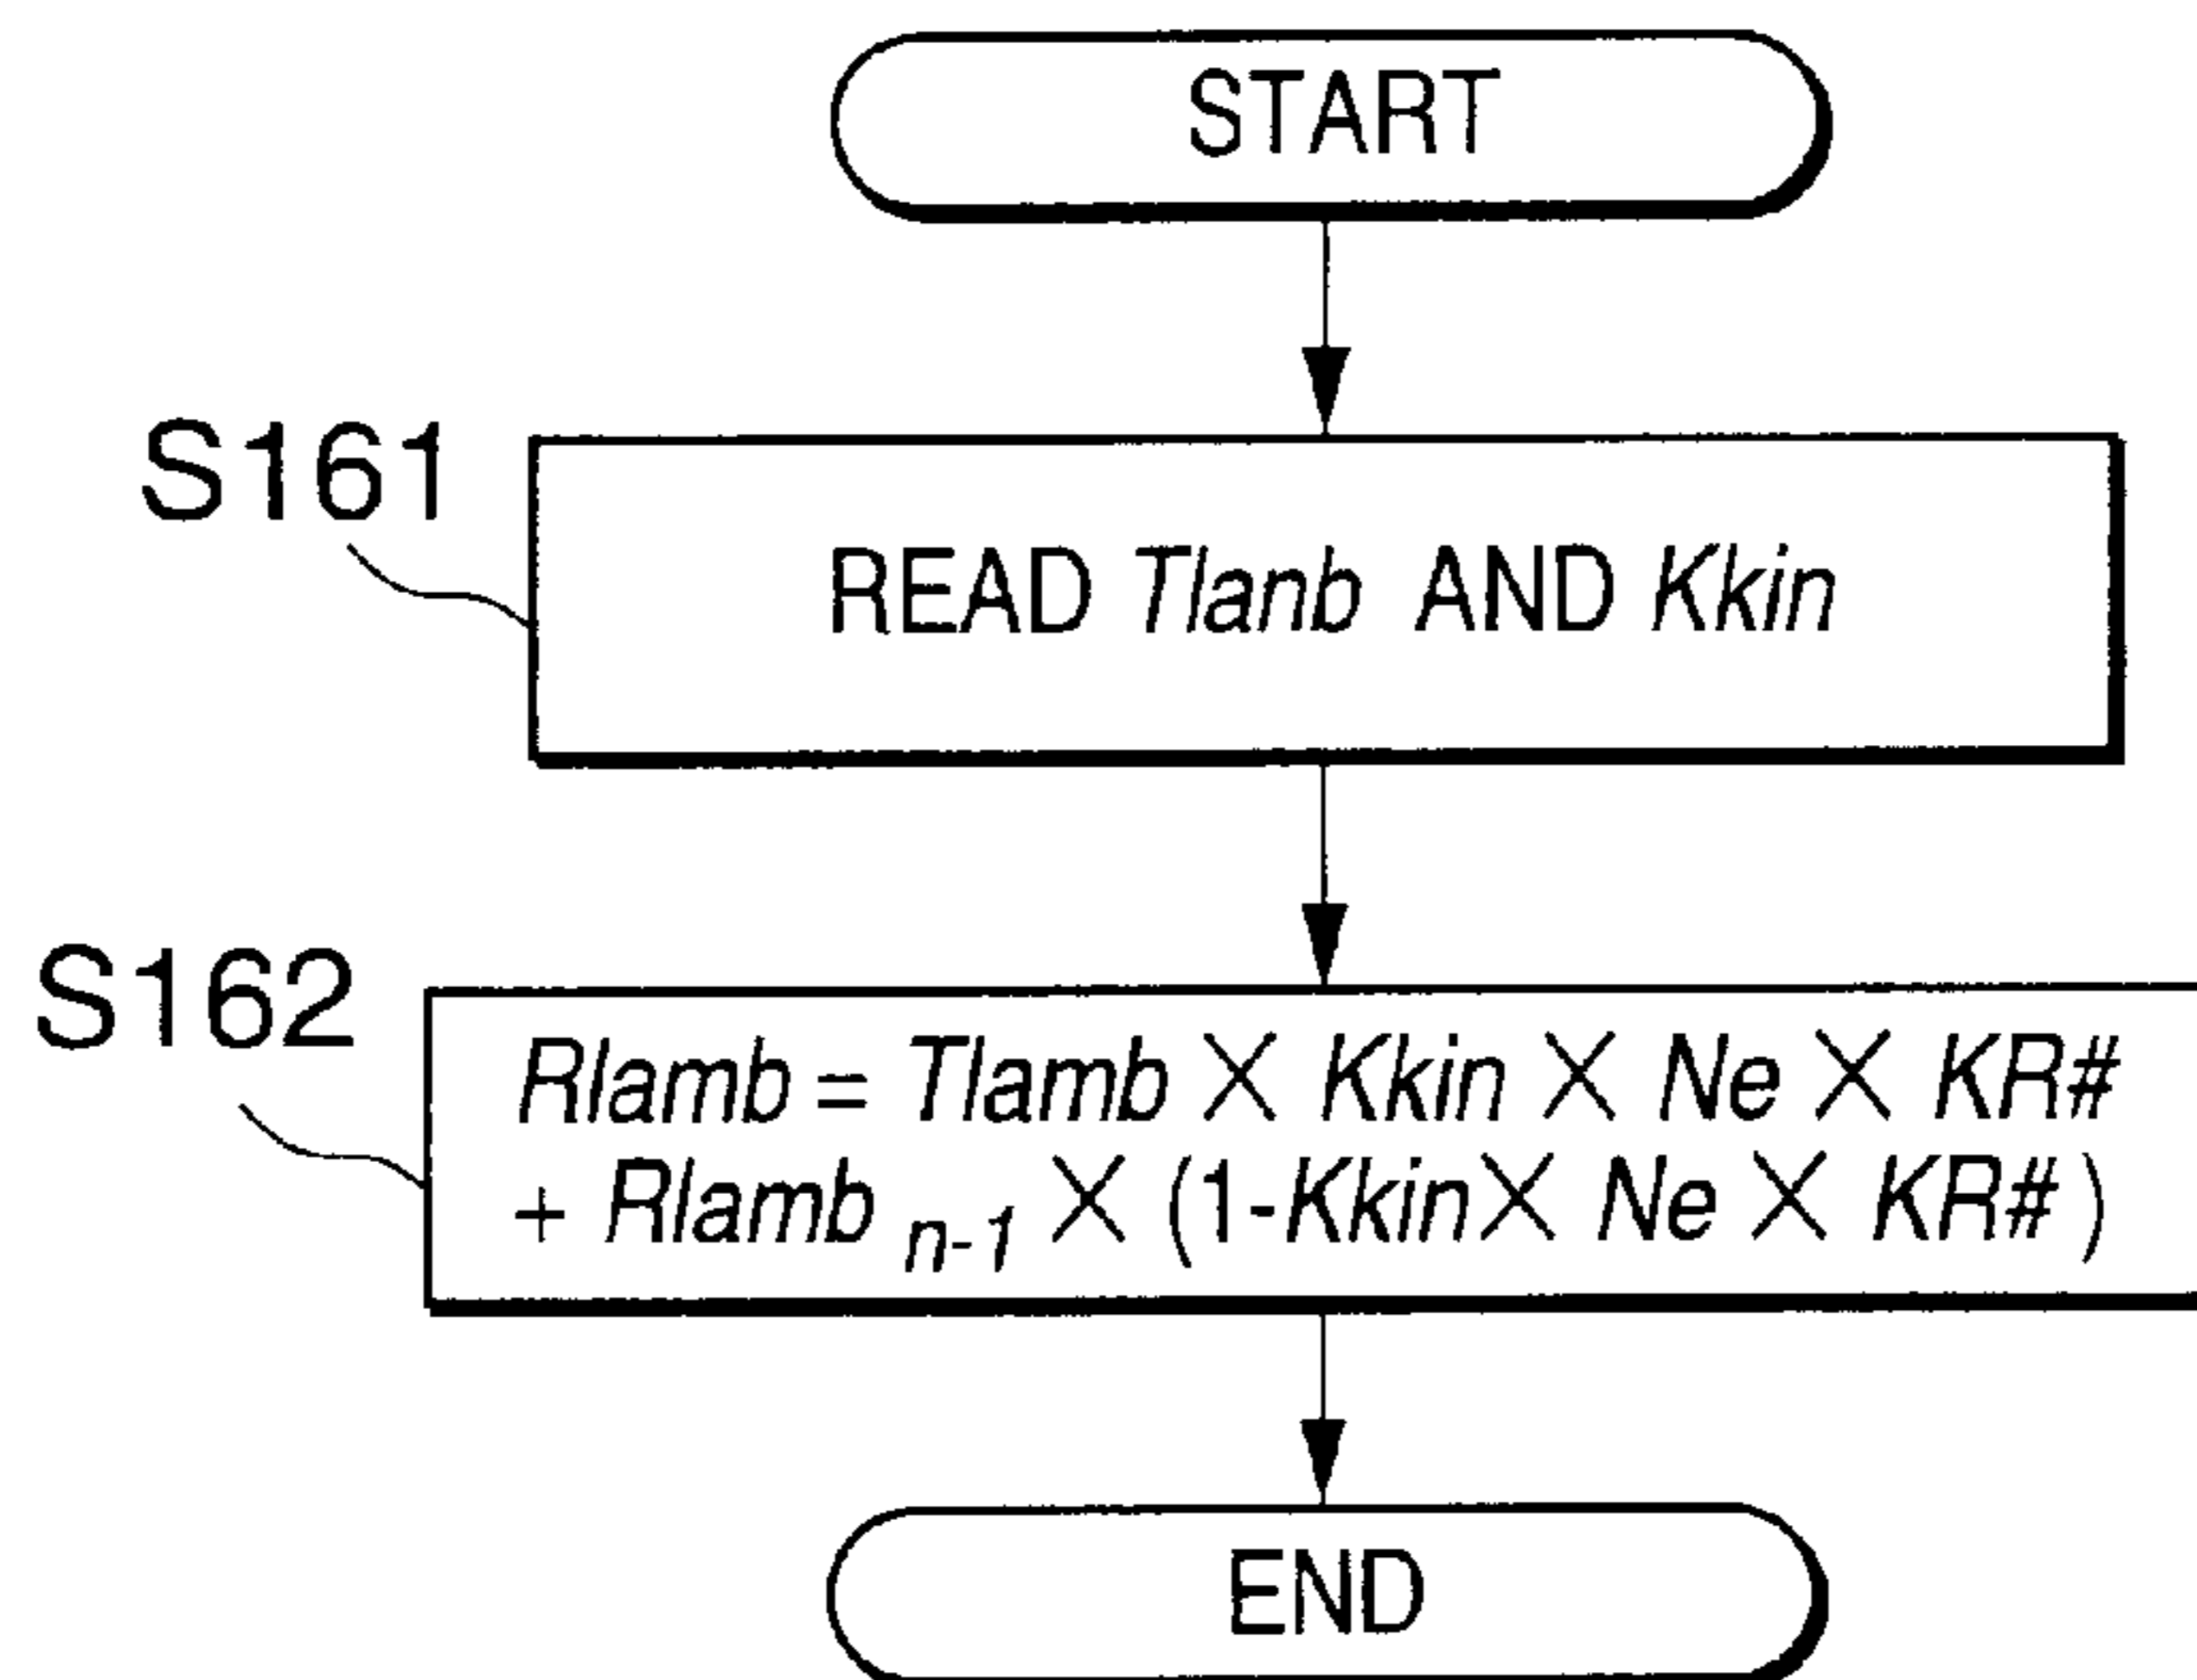 START
S161
READ Tlanb AND Kkin
S162
Rlamb = Tlamb × Kkin × Ne × KR#
+ Rlamb n-1 × (1-Kkin× Ne × KR# )
END